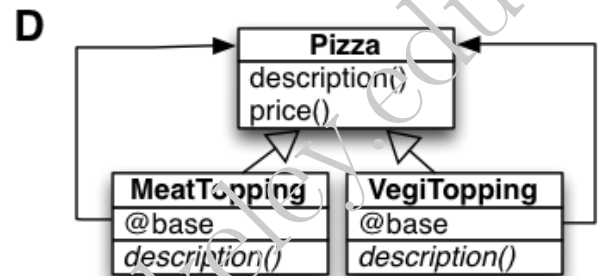 D
Pizza
description()
price()
MeatTopping
@base
description()
VegiTopping
@base
description()